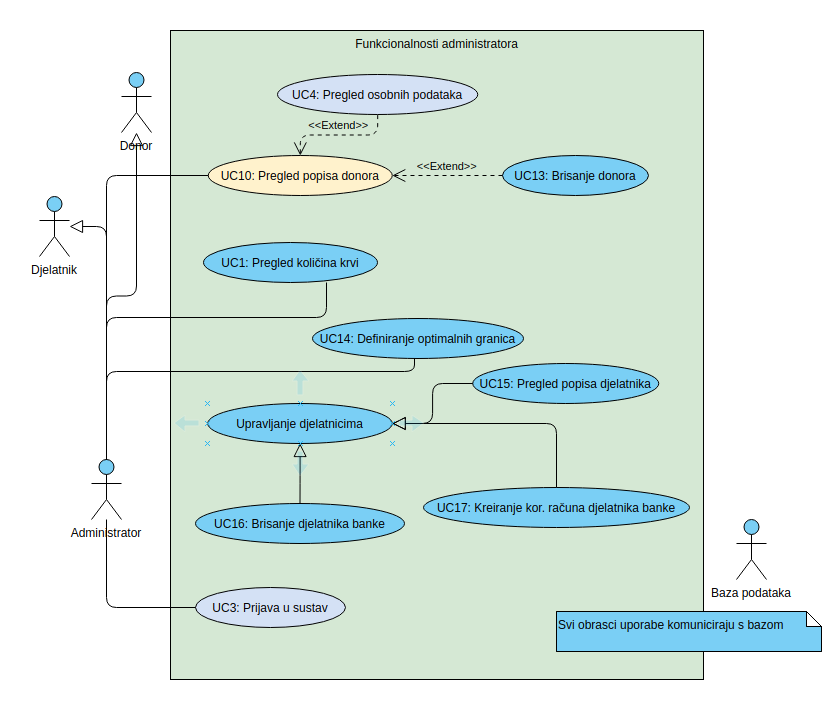 Funkcionalnosti administratora
UC4: Pregled osobnih podataka
<<Extend>>
Donor
UC10: Pregled popisa donora
<<Extend>>
UC13: Brisanje donora
Djelatnik
UC1: Pregled količina krvi
UC14: Definiranje optimalnih granica
UC15: Pregled popisa djelatnika
Upravljanje djelatnicima
UC17: Kreiranje kor. računa djelatnika banke
UC16: Brisanje djelatnika banke
Administrator
Baza podataka
UC3: Prijava u sustav
Svi obrasci uporabe komuniciraju s bazom